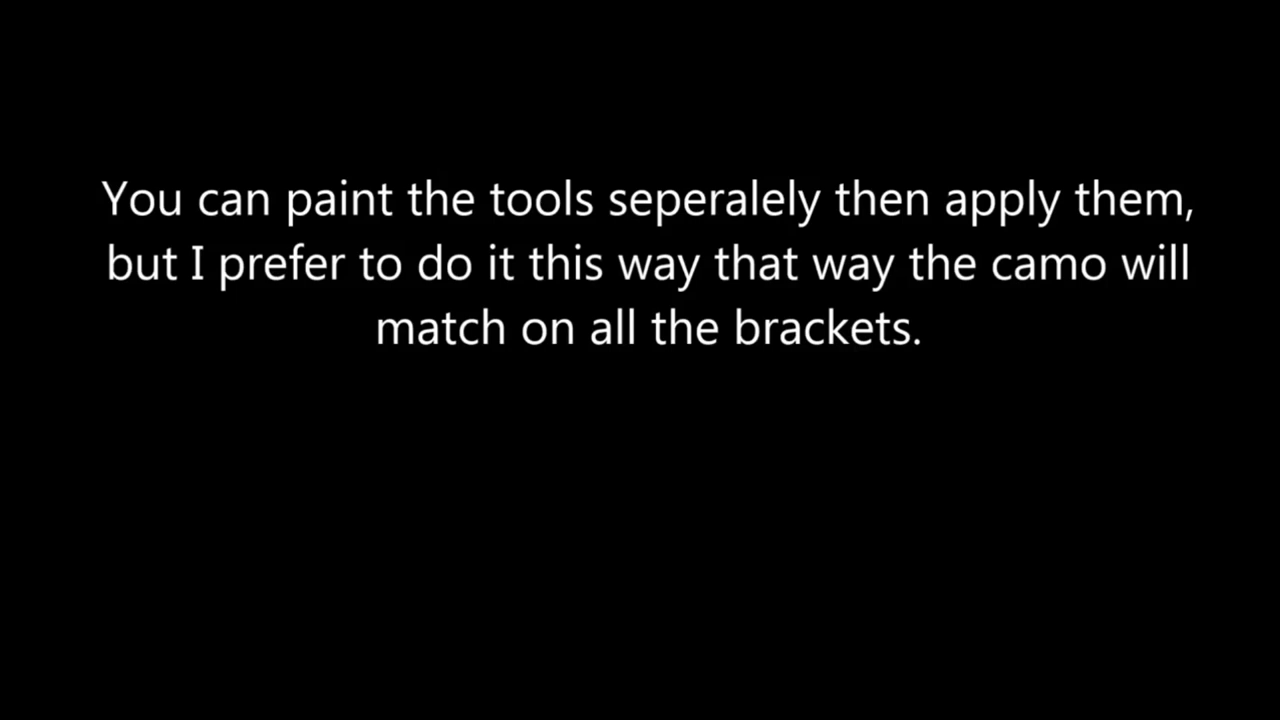 You can paint the tools seperalely then apply them,
but I prefer to do it this way that way the camo will
match on all the brackets.